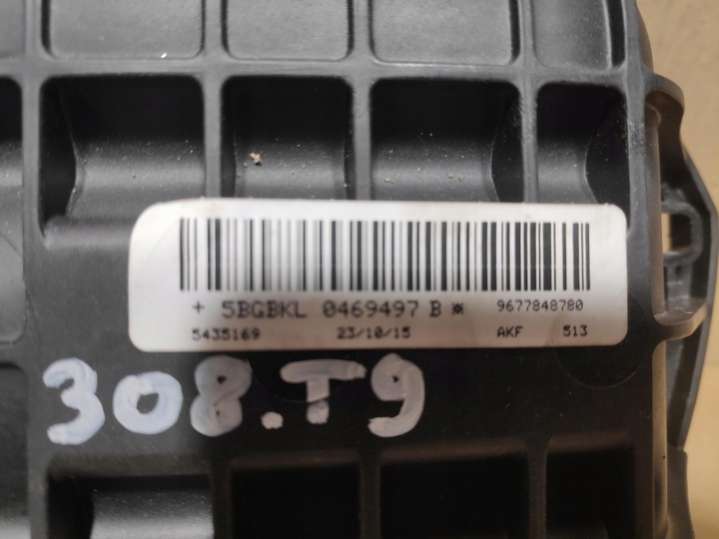 + 5BGBKL 0469497 B ¤ 9677848780
5435169 23/10/15 AKF 513
308.T9